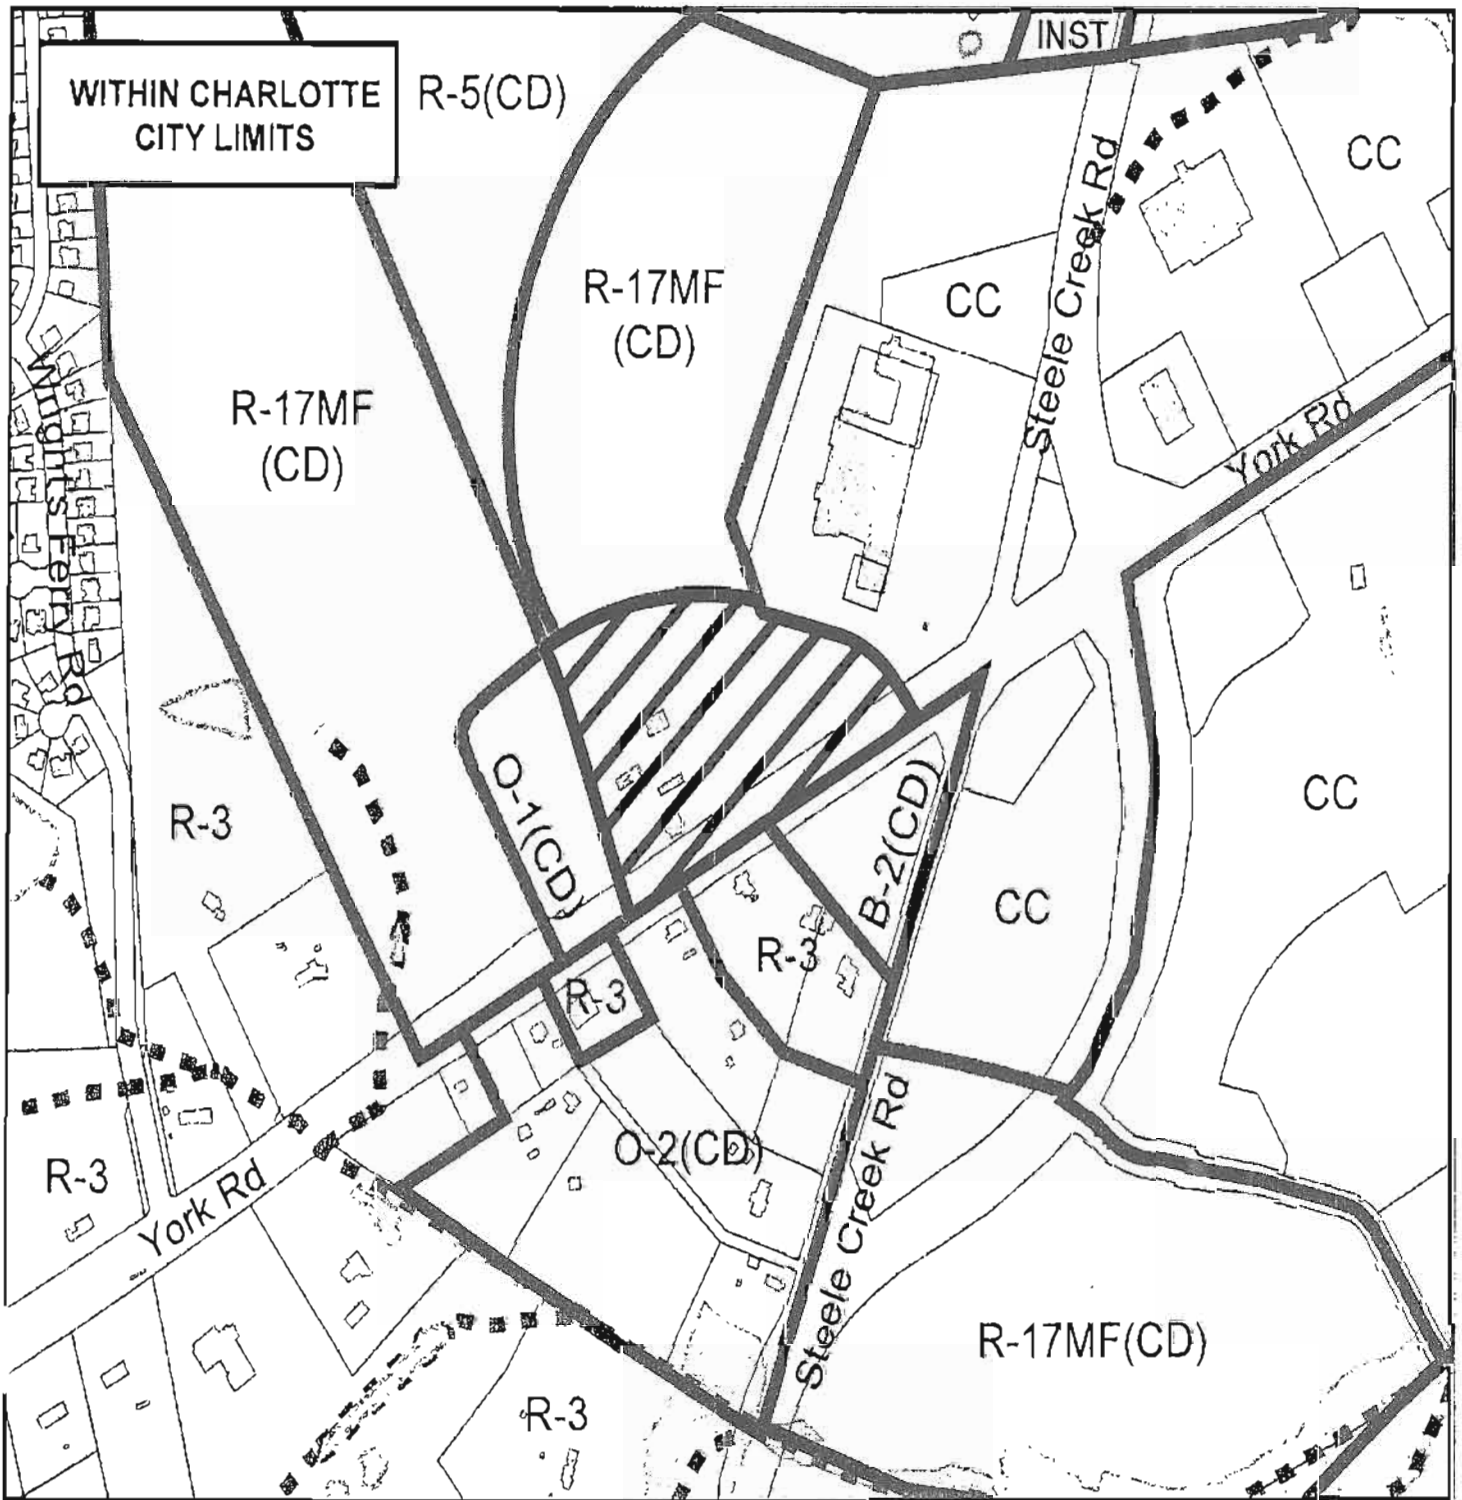 INST
WITHIN CHARLOTTE
CITY LIMITS
R-5(CD)
CC
Steele Creek Rd
R-17MF
(CD)
CC
R-17MF
(CD)
York Rd
Wrights Ferry Rd
O-1(CD)
B-2(CD)
CC
R-3
CC
R-3
R-3
O-2(CD)
R-3
York Rd
Steele Creek Rd
R-17MF(CD)
R-3